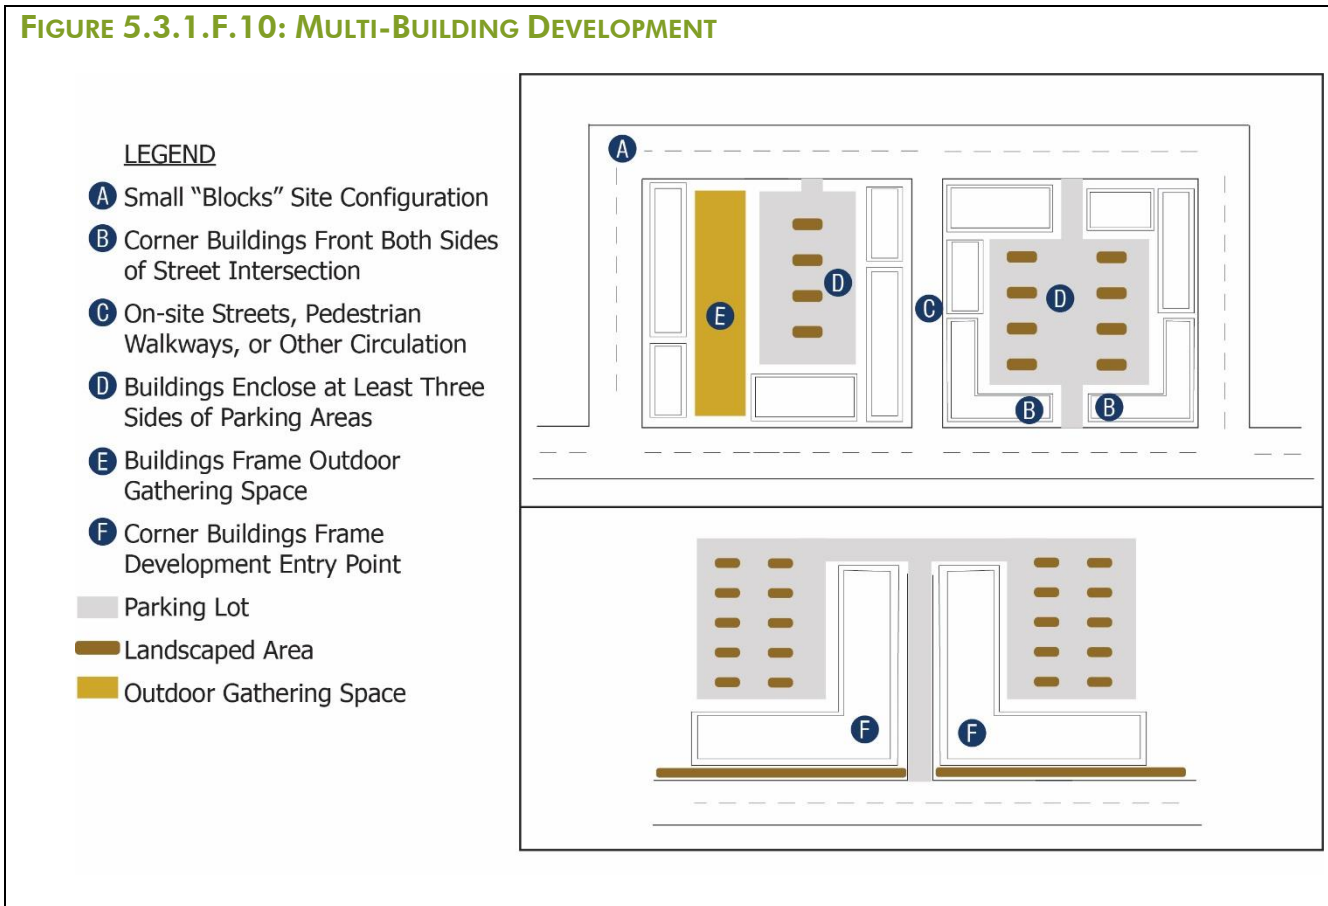 FIGURE 5.3.1.F.10: MULTI-BUILDING DEVELOPMENT
LEGEND
A Small “Blocks” Site Configuration
B Corner Buildings Front Both Sides
of Street Intersection
C On-site Streets, Pedestrian
Walkways, or Other Circulation
D Buildings Enclose at Least Three
Sides of Parking Areas
E Buildings Frame Outdoor
Gathering Space
F Corner Buildings Frame
Development Entry Point
Parking Lot
Landscaped Area
Outdoor Gathering Space
A
D
E
C
D
B
B
F
F